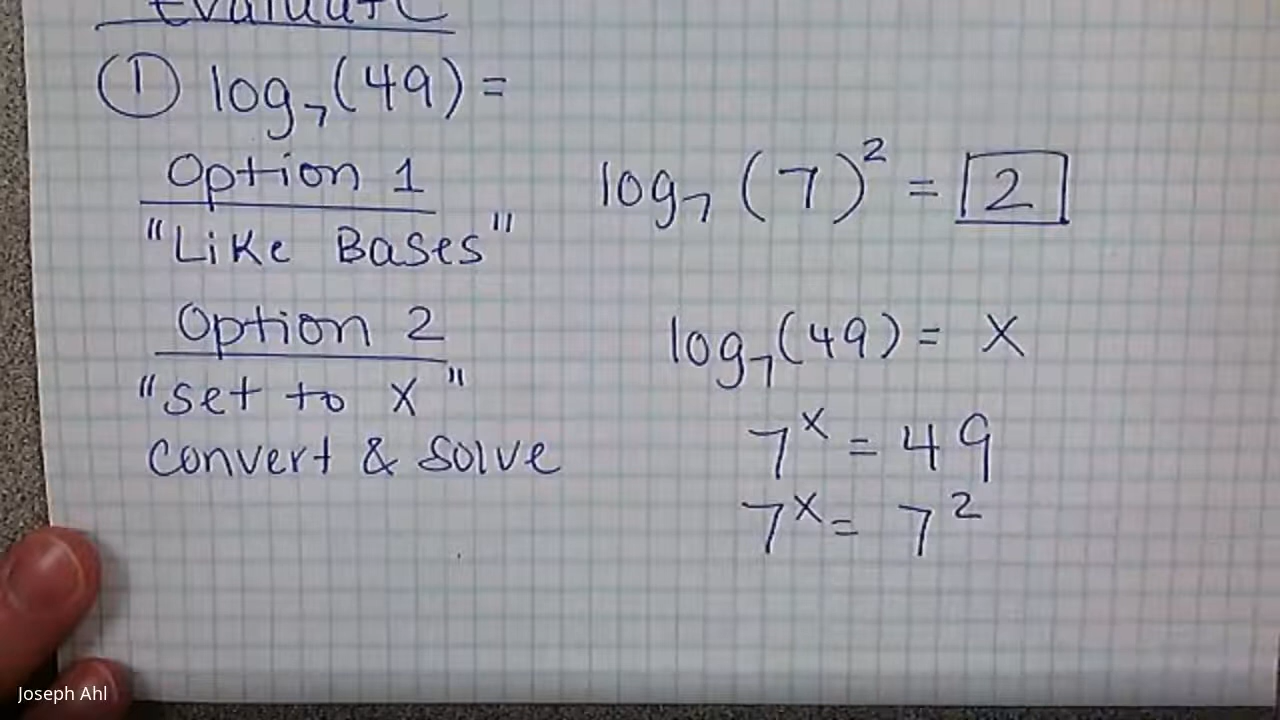 Evaluate
① log₇(49) =
Option 1
"Like Bases"
log₇(7)² = 2
Option 2
"set to x"
convert & solve
log₇(49) = x
7ˣ = 49
7ˣ = 7²
Joseph Ahl